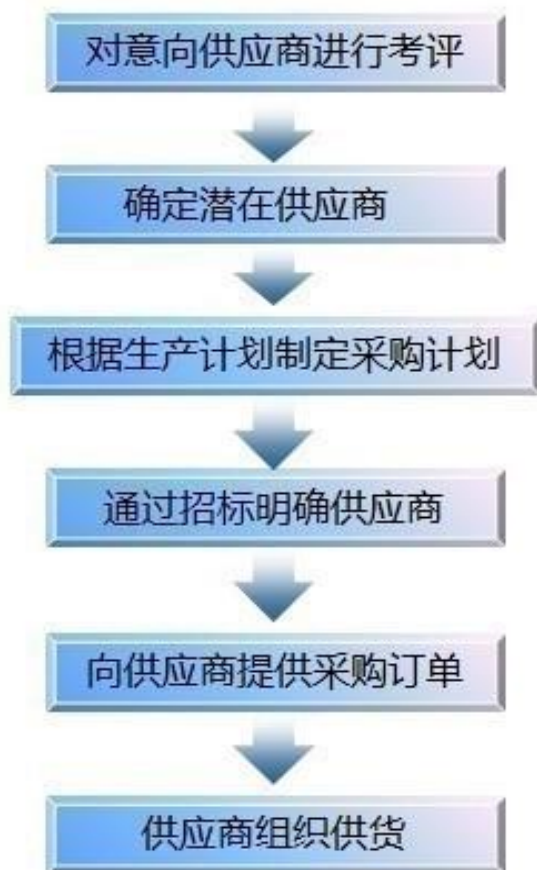 对意向供应商进行考评
确定潜在供应商
根据生产计划制定采购计划
通过招标明确供应商
向供应商提供采购订单
供应商组织供货